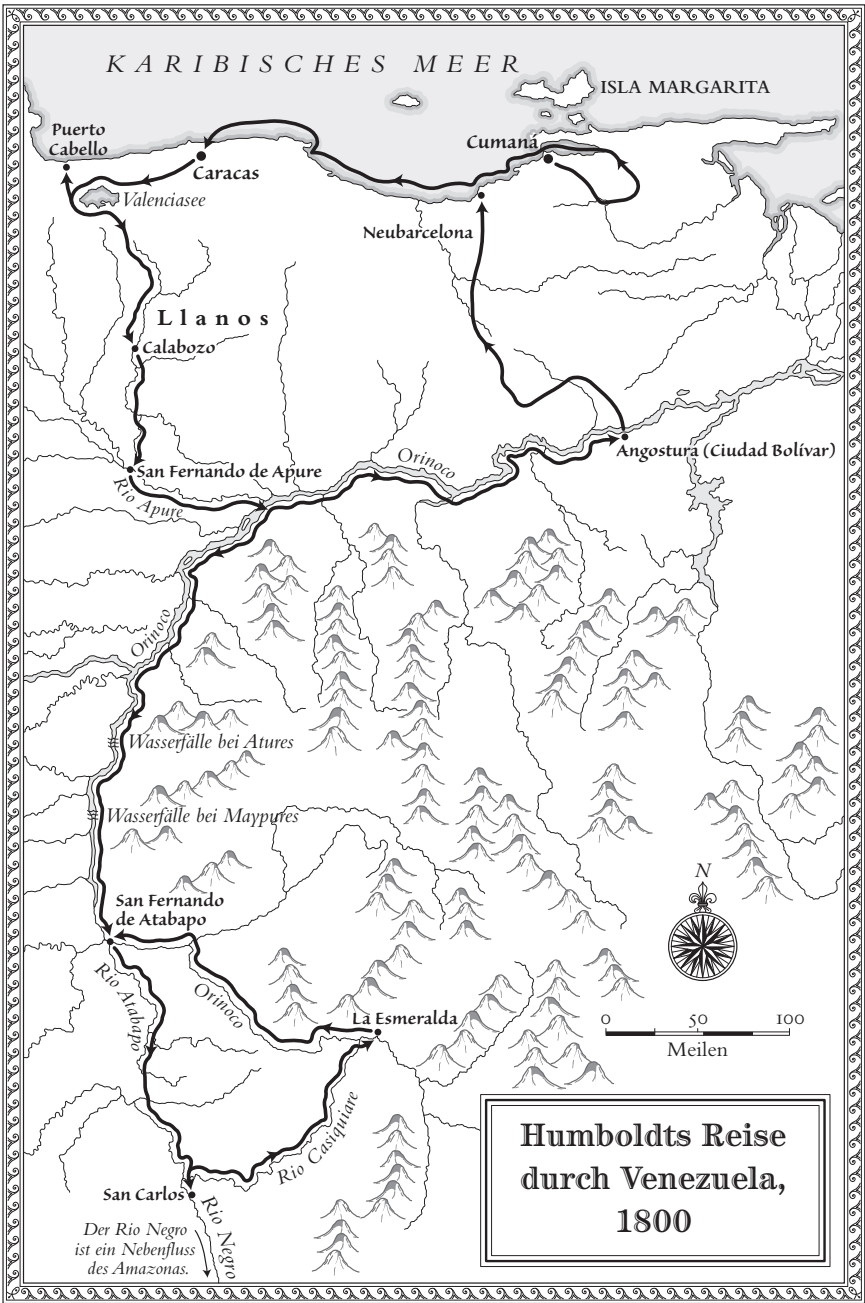 KARIBISCHES MEER
ISLA MARGARITA
Puerto
Cabello
Cumaná
Caracas
Valenciasee
Neubarcelona
Llanos
Calabozo
Orinoco
Angostura (Ciudad Bolívar)
San Fernando de Apure
Rio Apure
Orinoco
Wasserfälle bei Atures
Wasserfälle bei Maypures
N
San Fernando
de Atabapo
Rio Atabapo
Orinoco
La Esmeralda
0 50 100
Meilen
Rio Casiquiare
Humboldts Reise
durch Venezuela,
1800
San Carlos
Rio Negro
Der Rio Negro
ist ein Nebenfluss
des Amazonas.